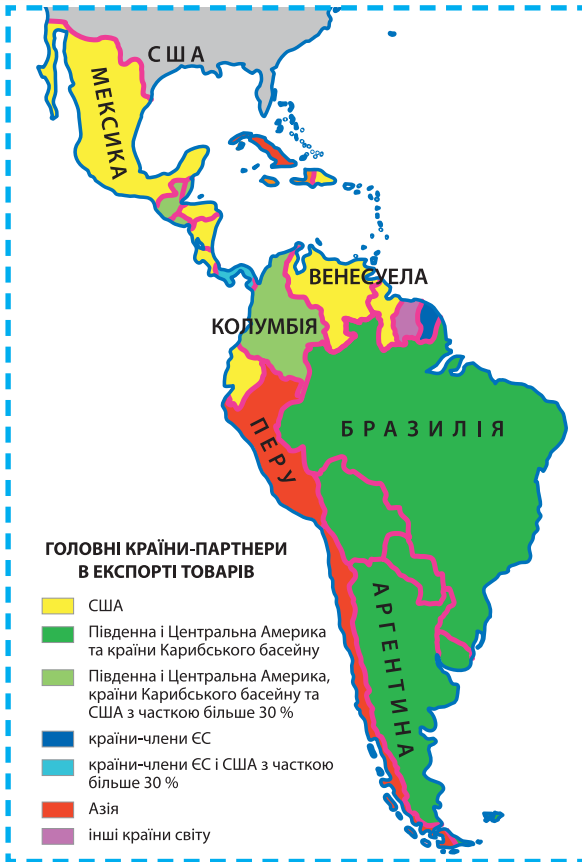 США
МЕКСИКА
ВЕНЕСУЕЛА
КОЛУМБІЯ
БРАЗИЛІЯ
ПЕРУ
АРГЕНТИНА
ГОЛОВНІ КРАЇНИ-ПАРТНЕРИ
В ЕКСПОРТІ ТОВАРІВ
США
Південна і Центральна Америка
та країни Карибського басейну
Південна і Центральна Америка,
країни Карибського басейну та
США з часткою більше 30 %
країни-члени ЄС
країни-члени ЄС і США з часткою
більше 30 %
Азія
інші країни світу